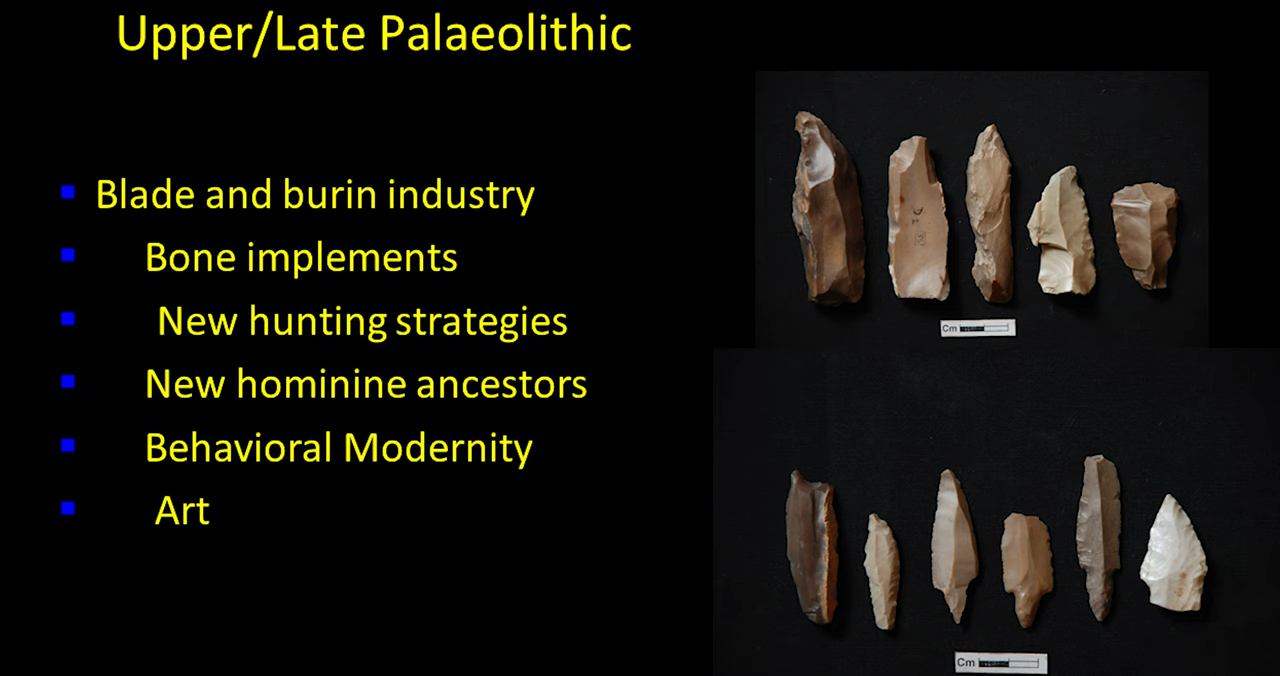 Upper/Late Palaeolithic
Blade and burin industry
Bone implements
New hunting strategies
New hominine ancestors
Behavioral Modernity
Art
Cm
Cm